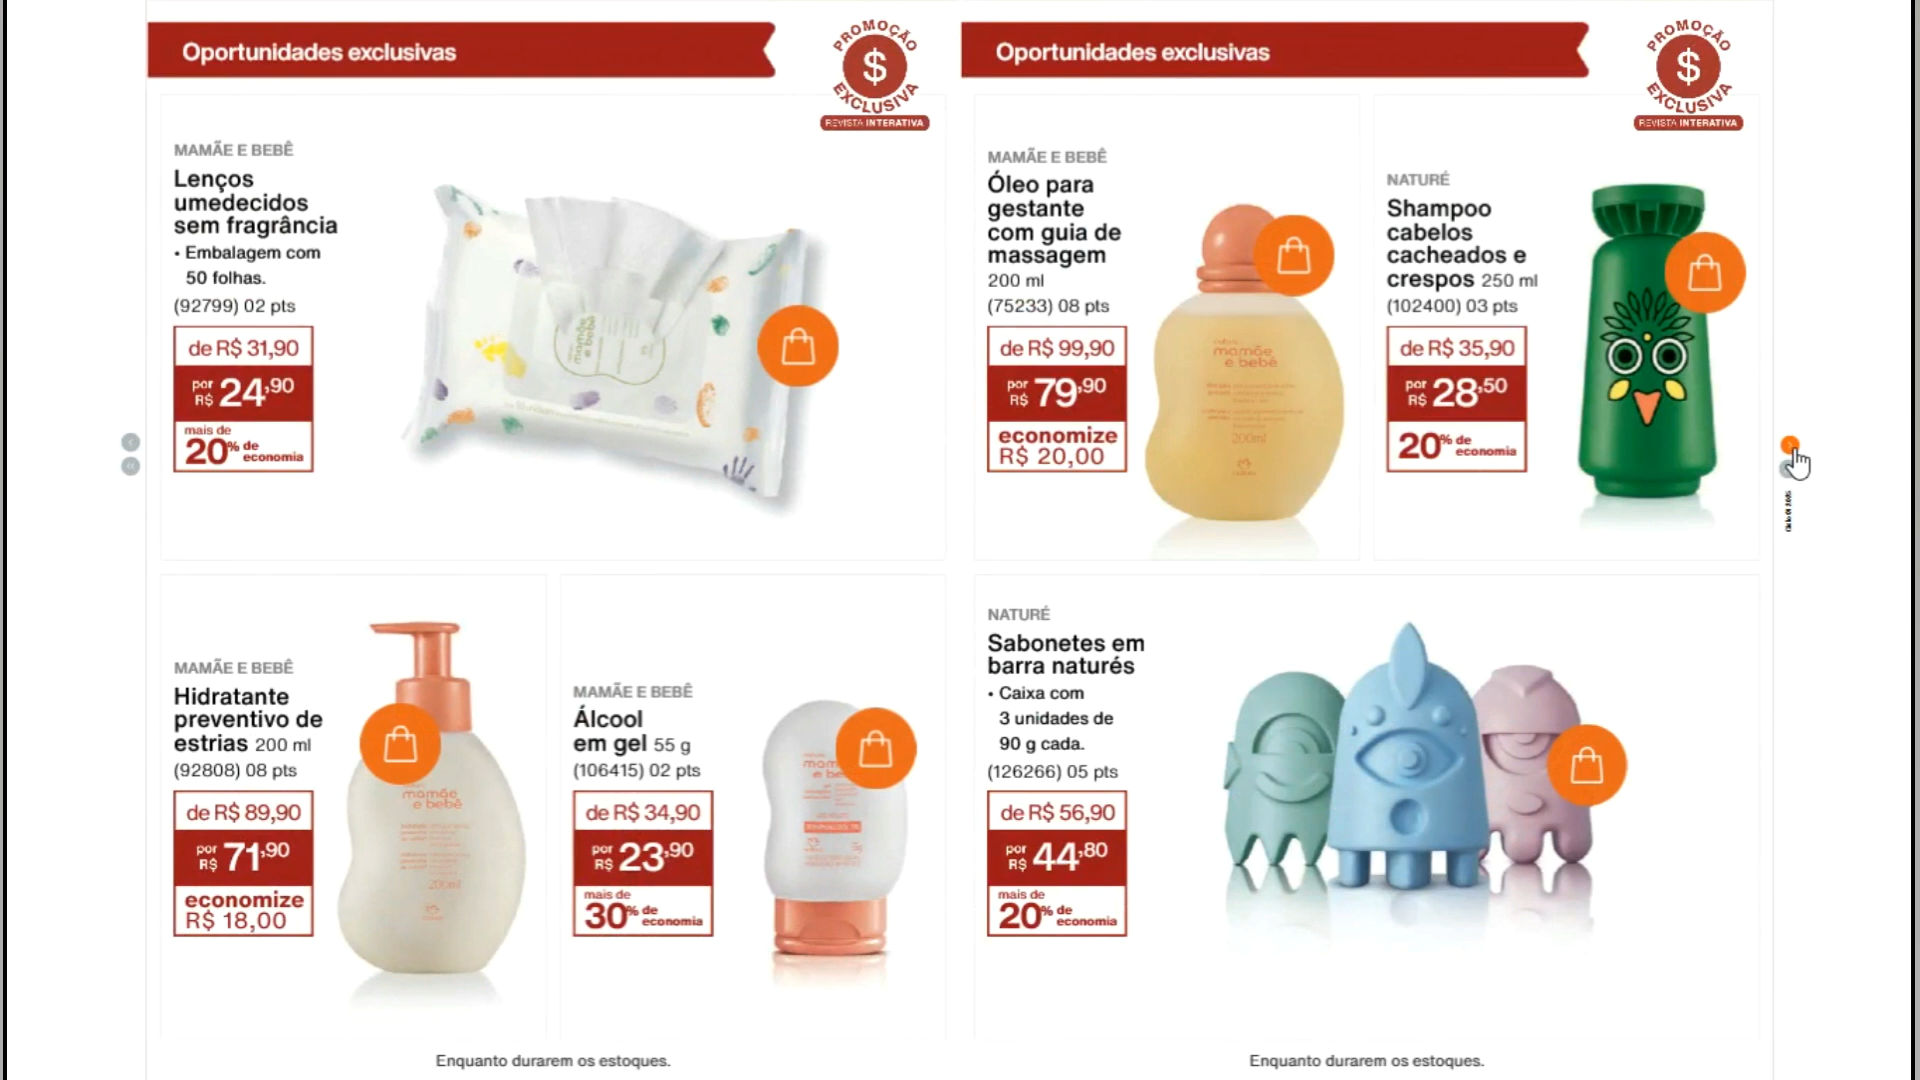 Oportunidades exclusivas
PROMOÇÃO
$
EXCLUSIVA
REVISTA INTERATIVA
MAMÃE E BEBÊ
Lenços
umedecidos
sem fragrância
• Embalagem com
50 folhas.
(92799) 02 pts
de R$ 31,90
por
R$ 24,90
mais de
20% de
economia
MAMÃE E BEBÊ
Hidratante
preventivo de
estrias 200 ml
(92808) 08 pts
de R$ 89,90
por
R$ 71,90
economize
R$ 18,00
mamãe
e bebê
200ml
MAMÃE E BEBÊ
Álcool
em gel 55 g
(106415) 02 pts
de R$ 34,90
por
R$ 23,90
mais de
30% de
economia
Enquanto durarem os estoques.
Oportunidades exclusivas
PROMOÇÃO
$
EXCLUSIVA
REVISTA INTERATIVA
MAMÃE E BEBÊ
Óleo para
gestante
com guia de
massagem
200 ml
(75233) 08 pts
de R$ 99,90
por
R$ 79,90
economize
R$ 20,00
mamãe
e bebê
200ml
NATURÉ
Shampoo
cabelos
cacheados e
crespos 250 ml
(102400) 03 pts
de R$ 35,90
por
R$ 28,50
20% de
economia
NATURÉ
Sabonetes em
barra naturés
• Caixa com
3 unidades de
90 g cada.
(126266) 05 pts
de R$ 56,90
por
R$ 44,80
mais de
20% de
economia
Enquanto durarem os estoques.